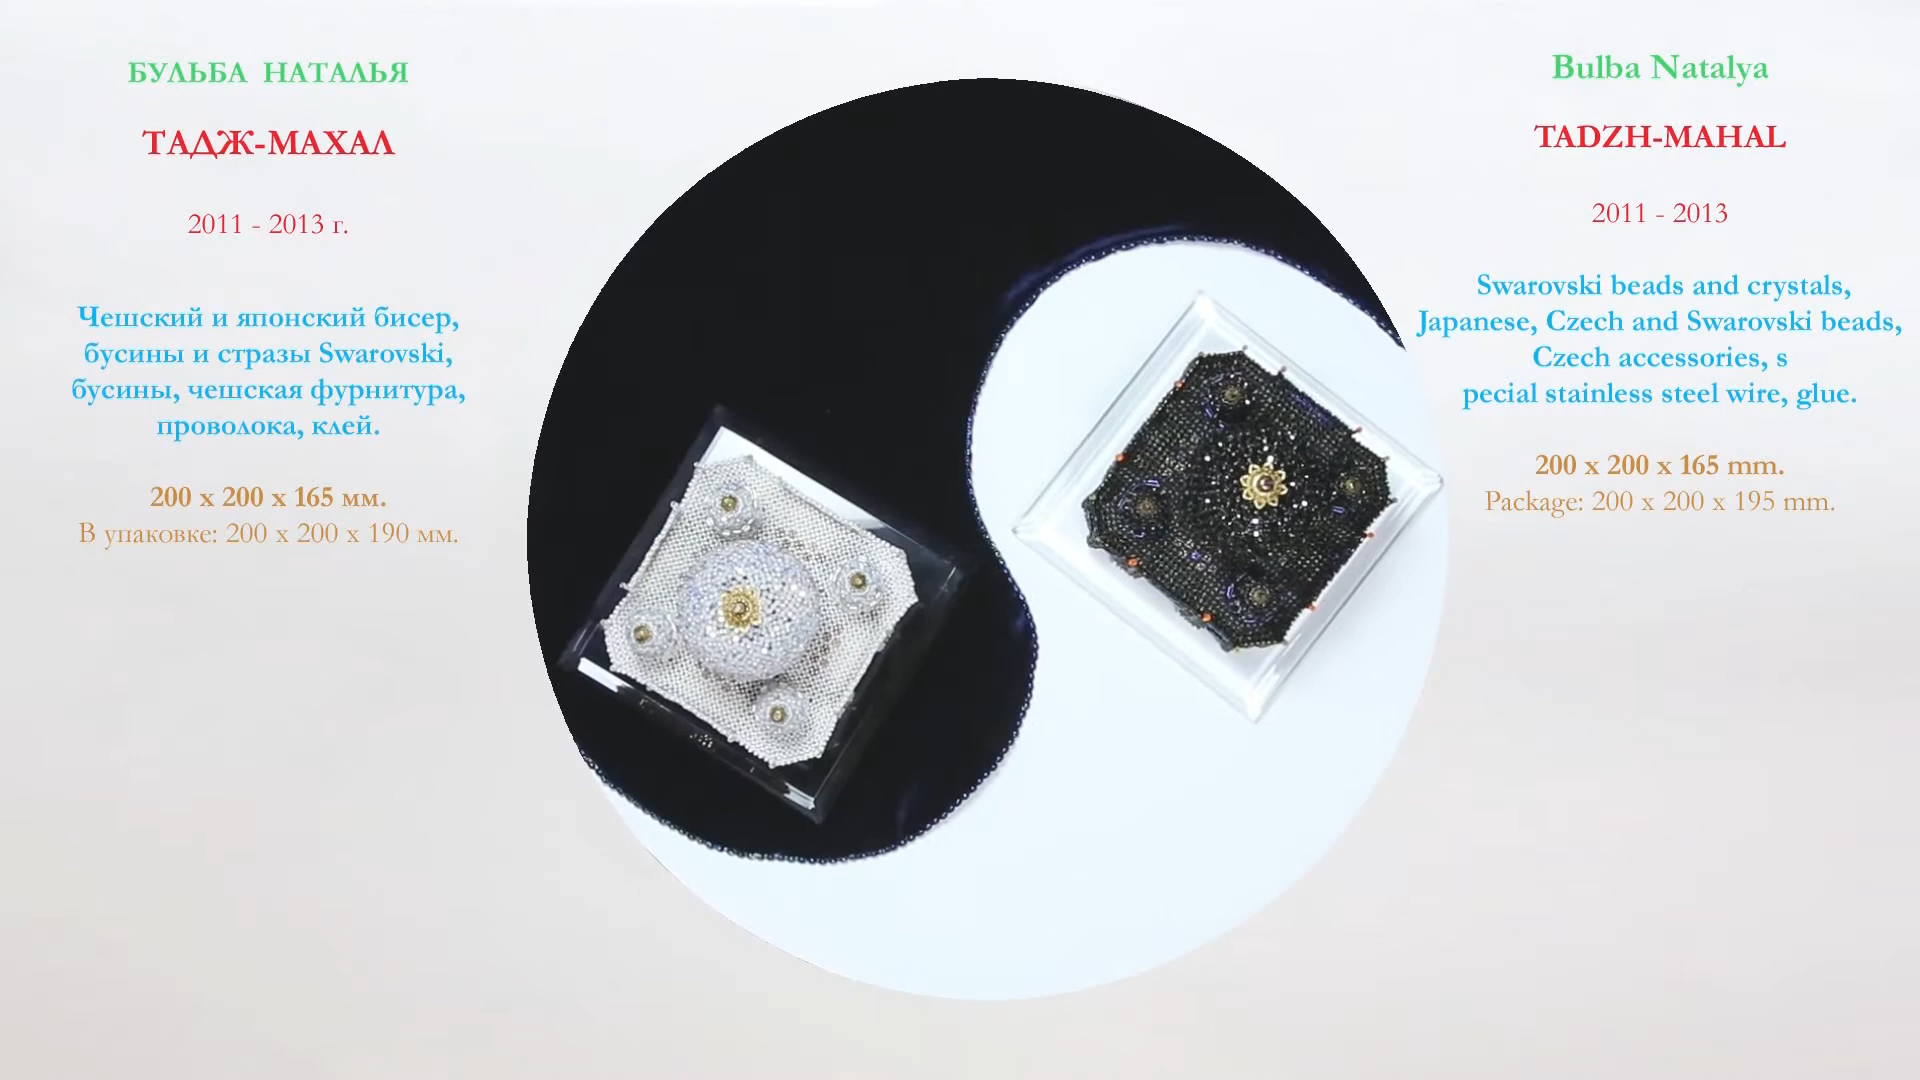 БУЛЬБА НАТАЛЬЯ
ТАДЖ-МАХАЛ
2011 - 2013 г.
Чешский и японский бисер,
бусины и стразы Swarovski,
бусины, чешская фурнитура,
проволока, клей.
200 x 200 x 165 мм.
В упаковке: 200 x 200 x 190 мм.
Bulba Natalya
TADZH-MAHAL
2011 - 2013
Swarovski beads and crystals,
Japanese, Czech and Swarovski beads,
Czech accessories, s
pecial stainless steel wire, glue.
200 x 200 x 165 mm.
Package: 200 x 200 x 195 mm.